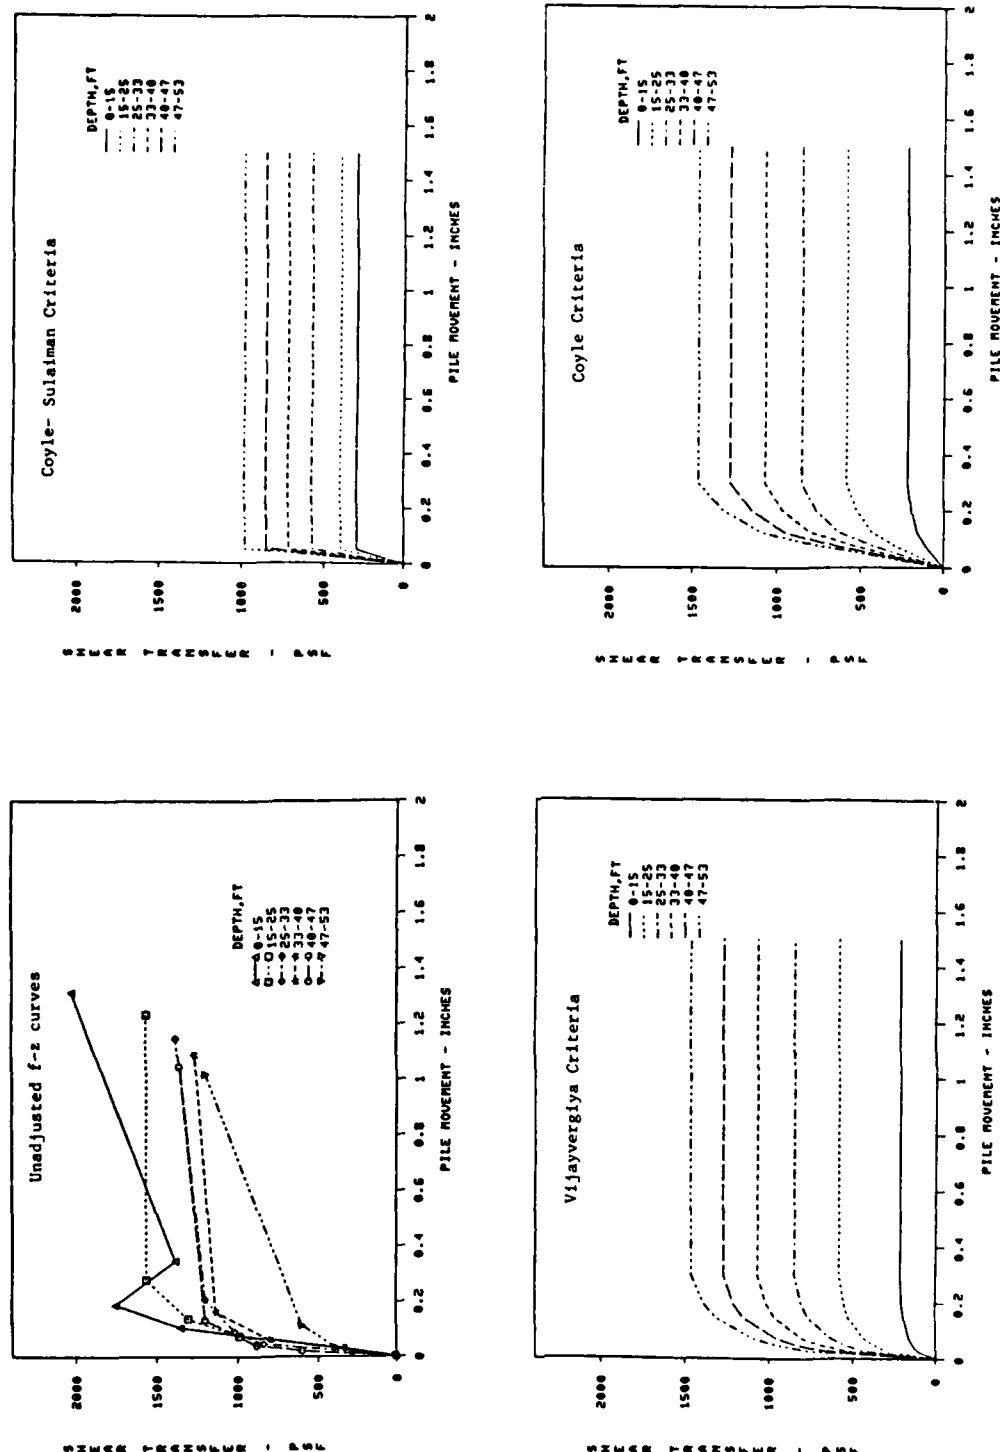 Unadjusted f-z curves
DEPTH,FT
0-15
15-25
25-33
33-40
40-47
47-53
2000
1500
1000
500
0
0 0.2 0.4 0.6 0.8 1 1.2 1.4 1.6 1.8 2
PILE MOVEMENT - INCHES
SHEAR TRANSFER - PSF
Coyle- Sulaiman Criteria
DEPTH,FT
0-15
15-25
25-33
33-40
40-47
47-53
2000
1500
1000
500
0
0 0.2 0.4 0.6 0.8 1 1.2 1.4 1.6 1.8 2
PILE MOVEMENT - INCHES
SHEAR TRANSFER - PSF
Vijayvergiya Criteria
DEPTH,FT
0-15
15-25
25-33
33-40
40-47
47-53
2000
1500
1000
500
0
0 0.2 0.4 0.6 0.8 1 1.2 1.4 1.6 1.8 2
PILE MOVEMENT - INCHES
SHEAR TRANSFER - PSF
Coyle Criteria
DEPTH,FT
0-15
15-25
25-33
33-40
40-47
47-53
2000
1500
1000
500
0
0 0.2 0.4 0.6 0.8 1 1.2 1.4 1.6 1.8 2
PILE MOVEMENT - INCHES
SHEAR TRANSFER - PSF